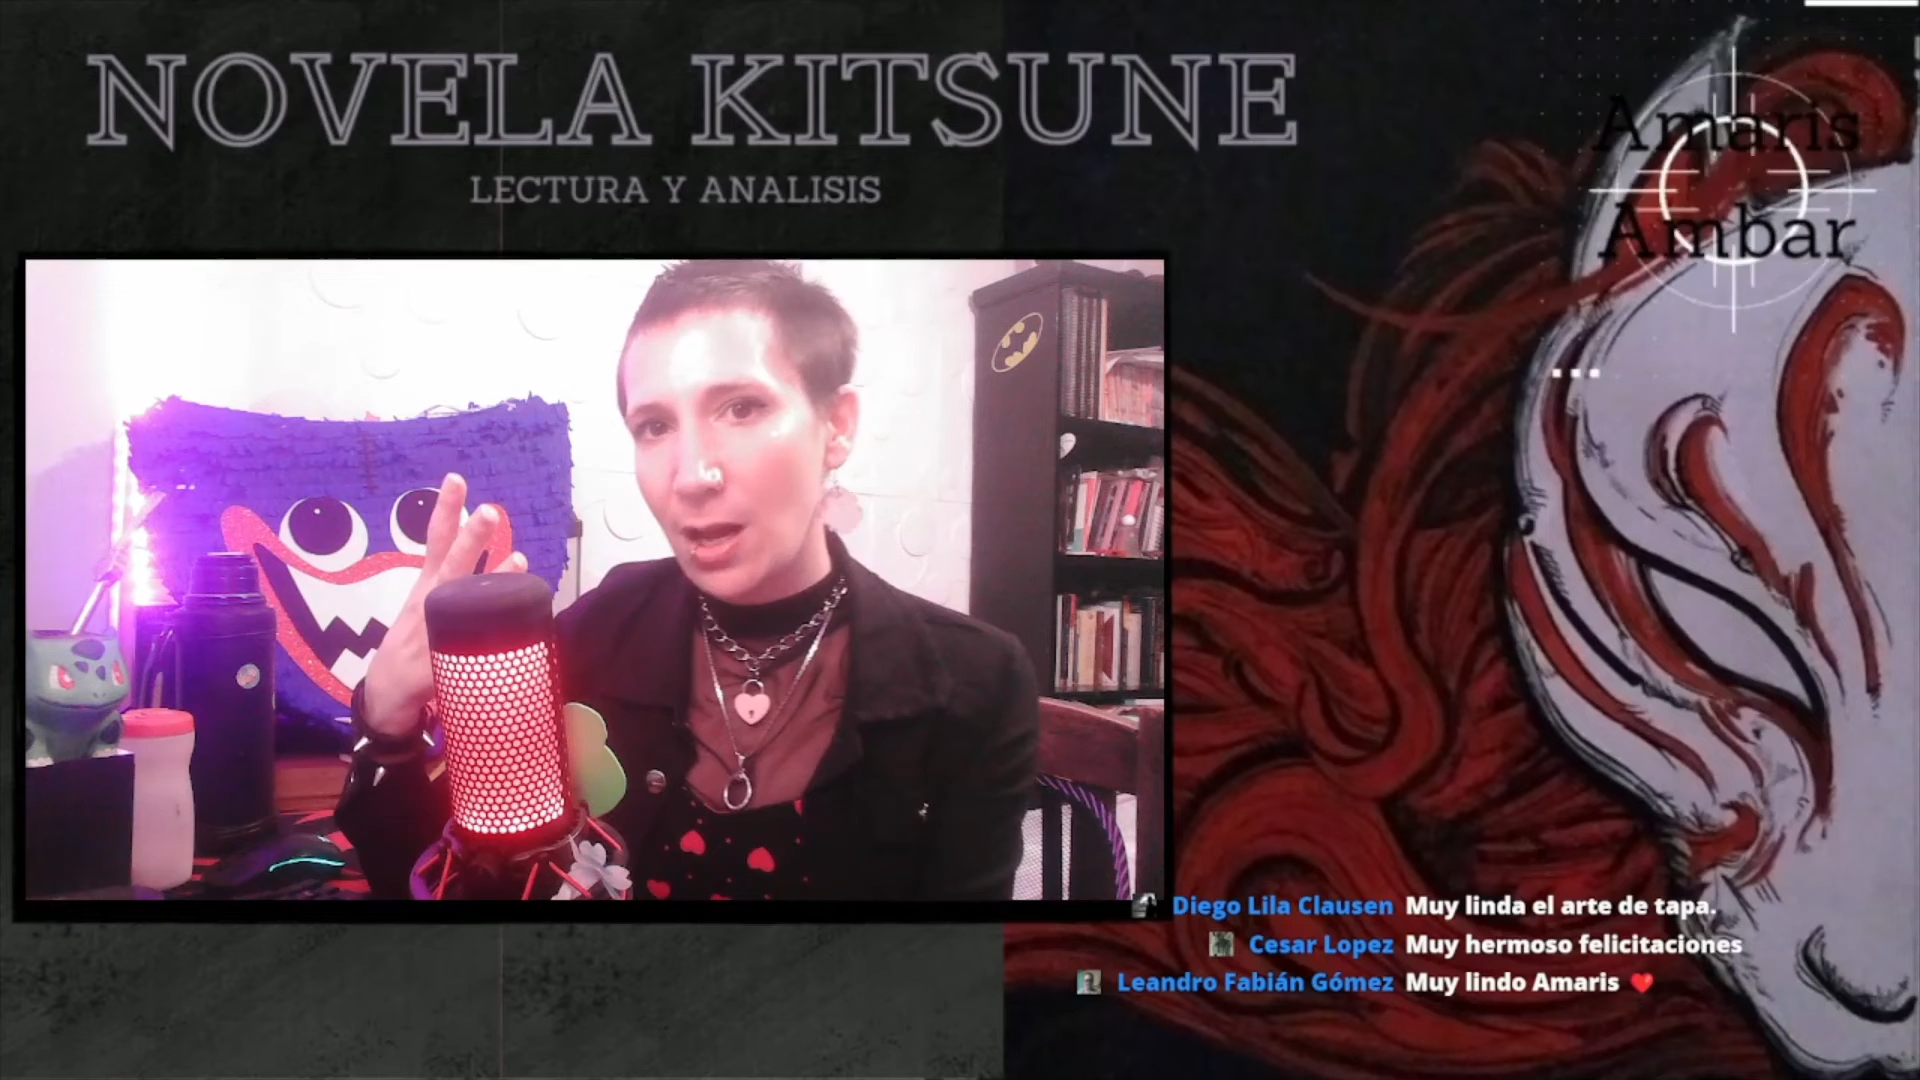 NOVELA KITSUNE
LECTURA Y ANALISIS
Amaris
Ambar
Diego Lila Clausen Muy linda el arte de tapa.
Cesar Lopez Muy hermoso felicitaciones
Leandro Fabián Gómez Muy lindo Amaris ❤️